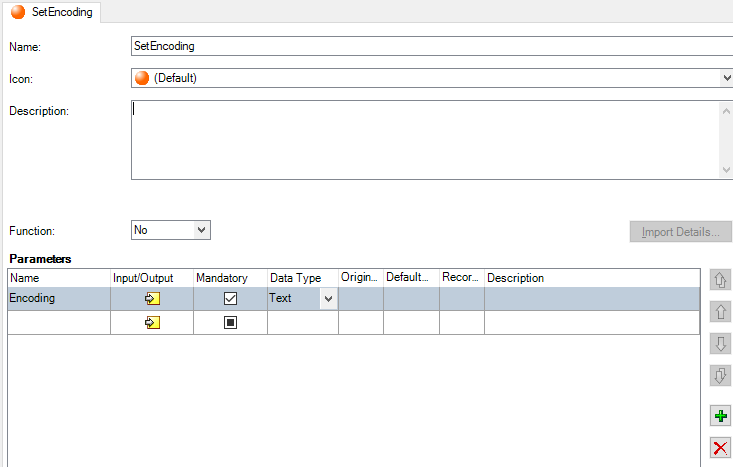 SetEncoding
Name: SetEncoding
Icon: (Default)
Description:
Function: No Import Details...
Parameters
Name Input/Output Mandatory Data Type Origin... Default... Recor... Description
Encoding Text